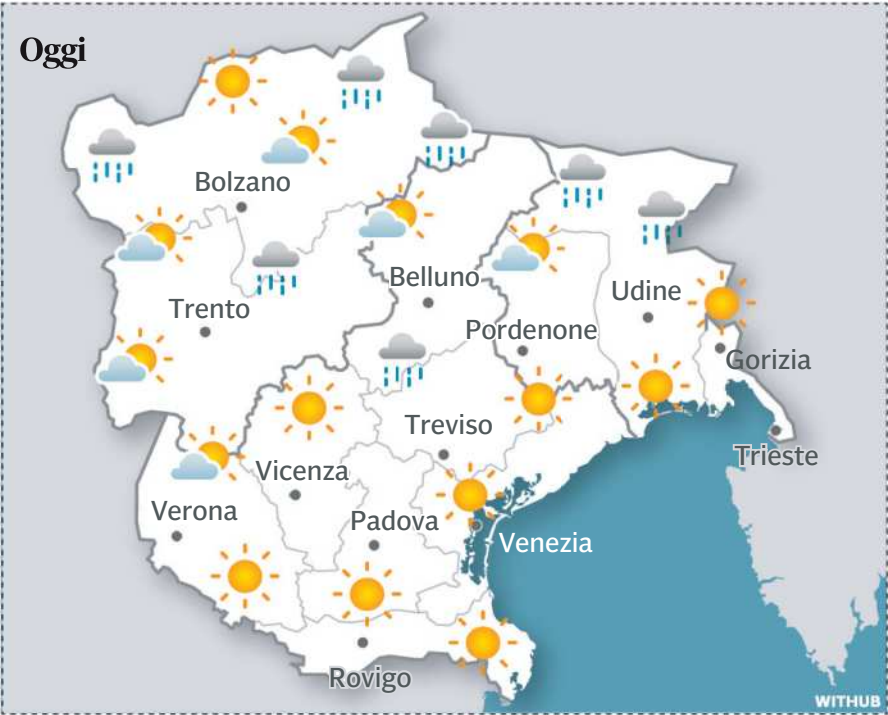 Oggi
Bolzano
Belluno
Udine
Trento
Pordenone
Gorizia
Treviso
Trieste
Vicenza
Verona
Padova
Venezia
Rovigo
WITHUB